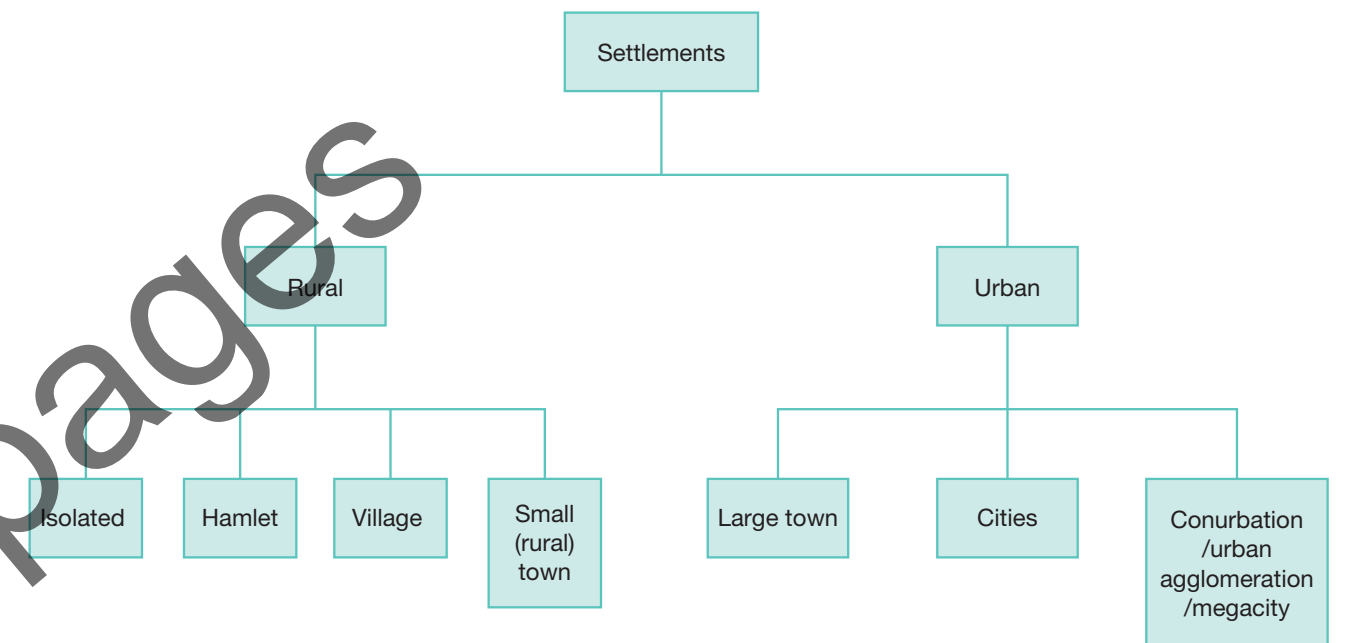 Settlements
Rural
Urban
Isolated
Hamlet
Village
Small
(rural)
town
Large town
Cities
Conurbation
/urban
agglomeration
/megacity
pages